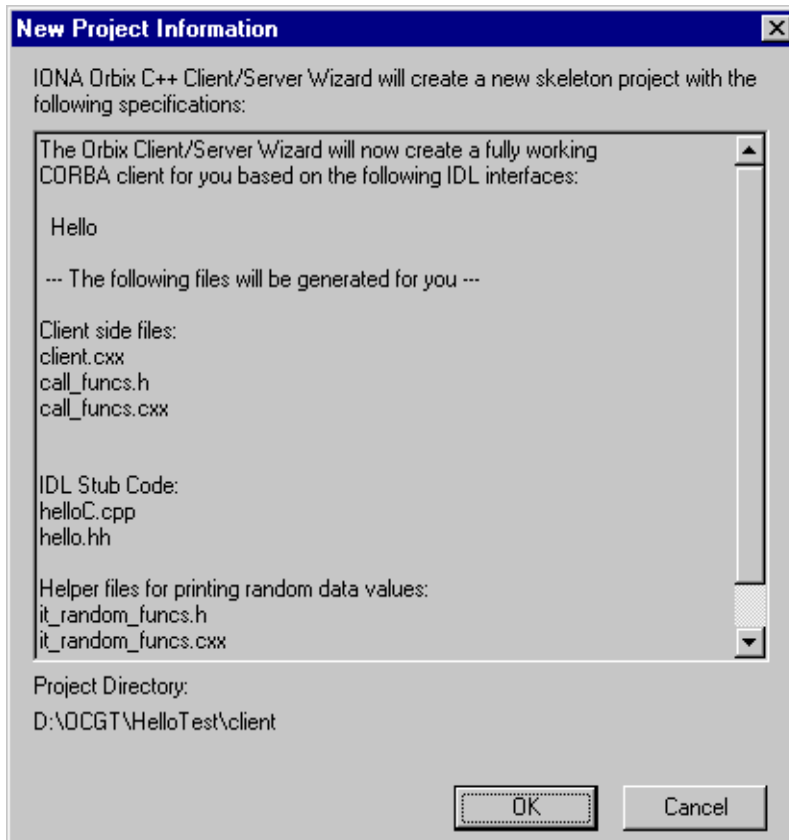 New Project Information
IONA Orbix C++ Client/Server Wizard will create a new skeleton project with the
following specifications:
The Orbix Client/Server Wizard will now create a fully working
CORBA client for you based on the following IDL interfaces:
Hello
--- The following files will be generated for you ---
Client side files:
client.cxx
call_funcs.h
call_funcs.cxx
IDL Stub Code:
helloC.cpp
hello.hh
Helper files for printing random data values:
it_random_funcs.h
it_random_funcs.cxx
Project Directory:
D:\OCGT\HelloTest\client
OK Cancel